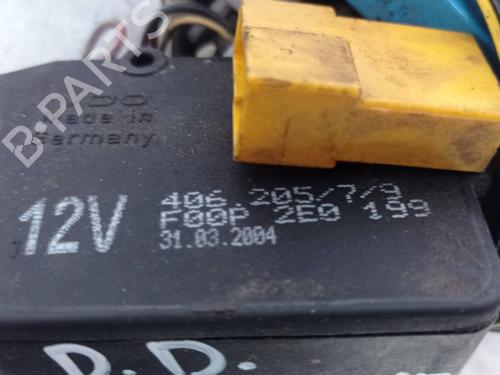 Made in
Germany
12V
406.205/7/9
F00P 2E0 199
31.03.2004
D.D.
B-PARTS